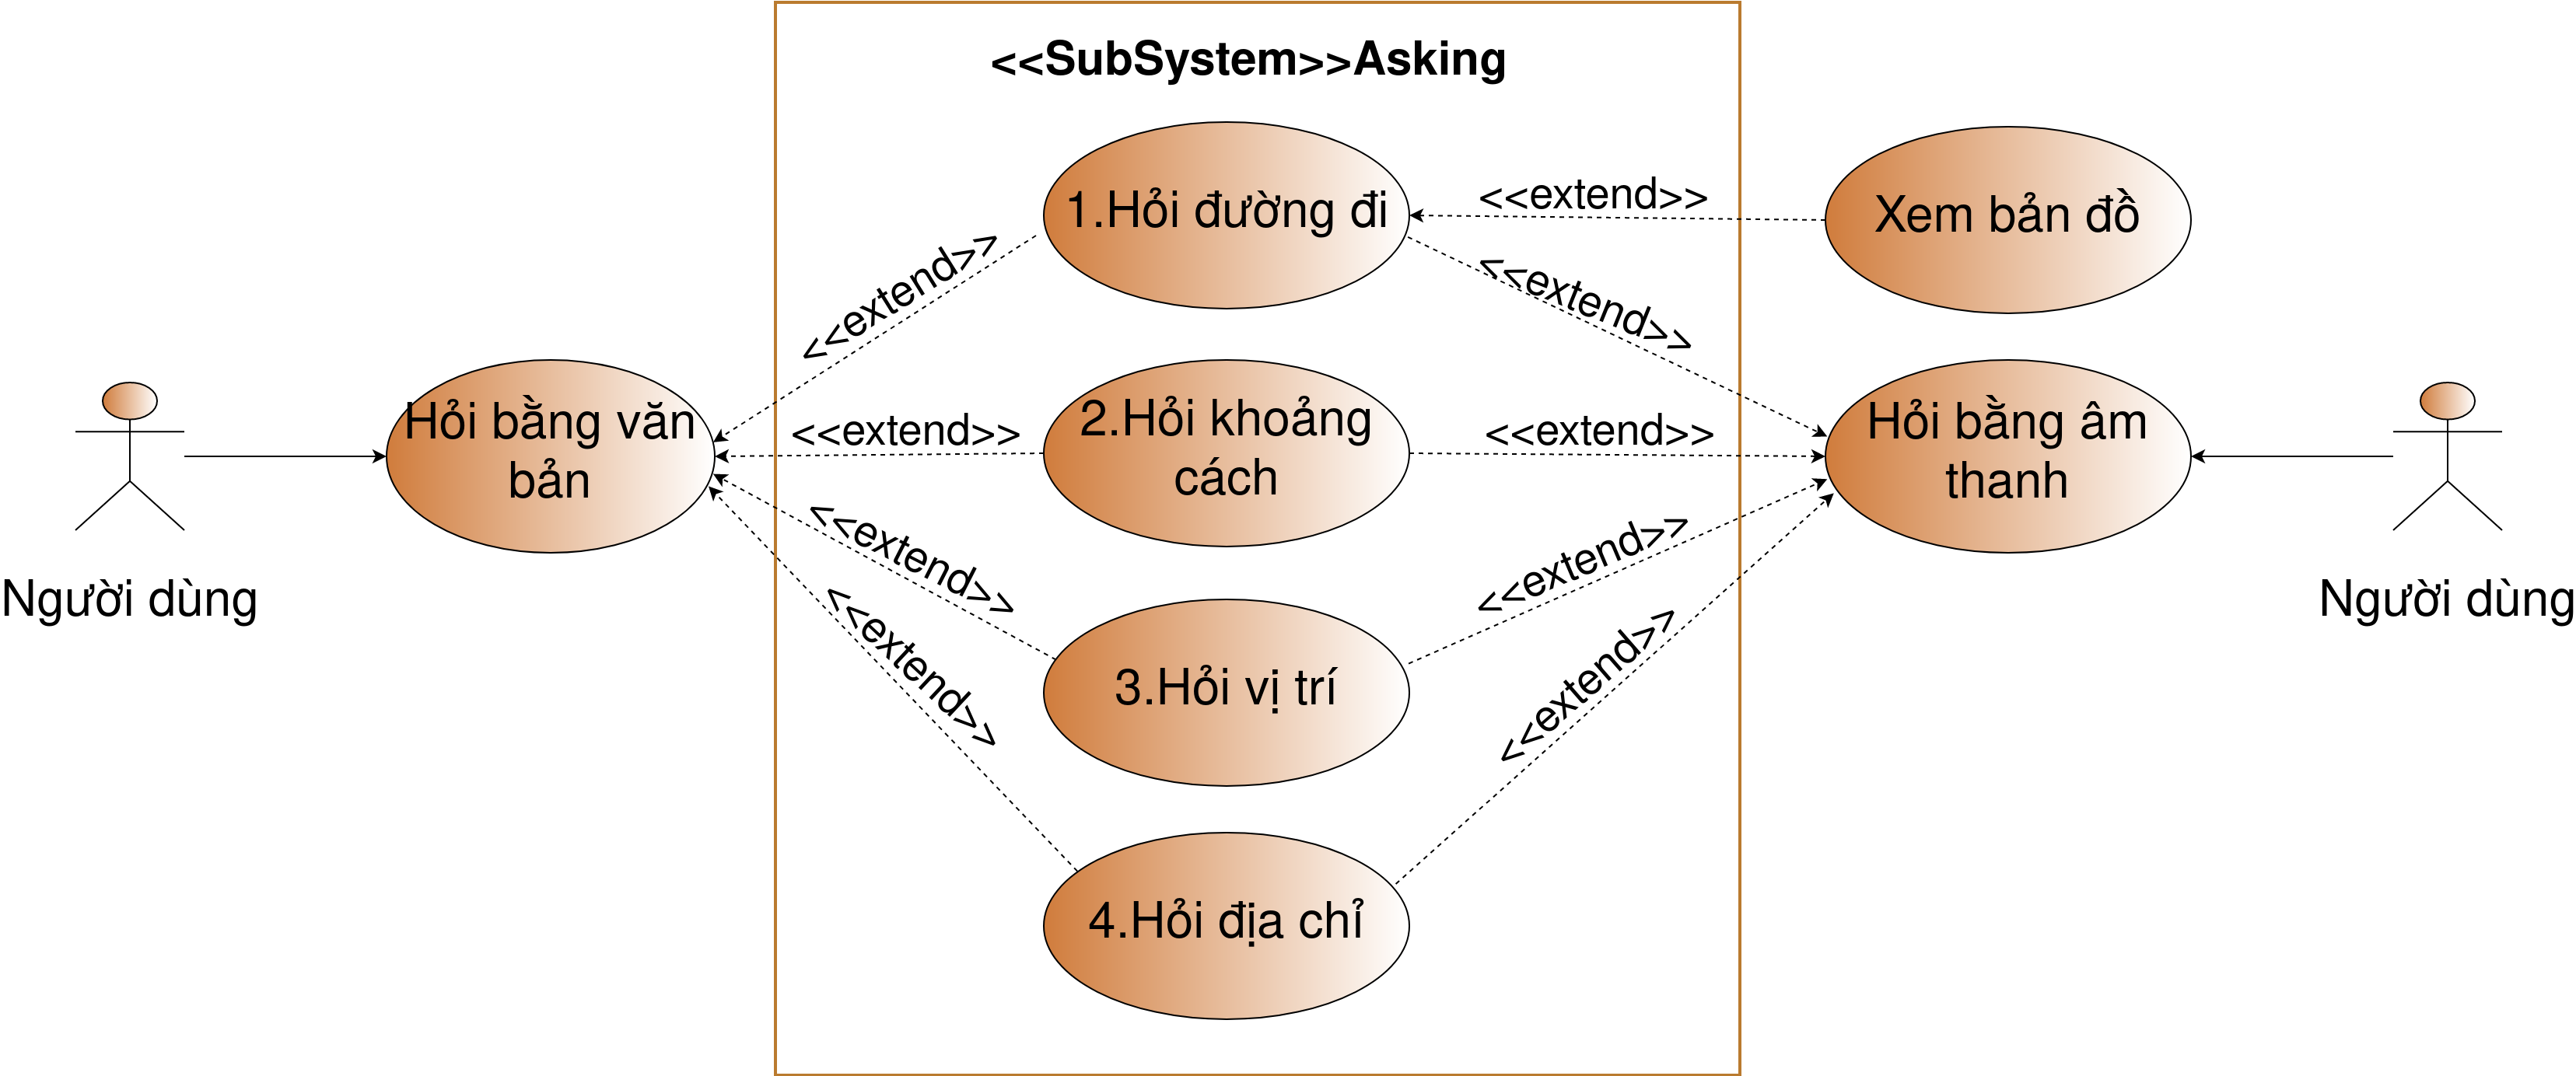 <<SubSystem>>Asking
1.Hỏi đường đi
<<extend>>
Xem bản đồ
<<extend>>
<<extend>>
Hỏi bằng văn
bản
<<extend>>
2.Hỏi khoảng
cách
<<extend>>
Hỏi bằng âm
thanh
Người dùng
<<extend>>
<<extend>>
Người dùng
<<extend>>
3.Hỏi vị trí
<<extend>>
4.Hỏi địa chỉ